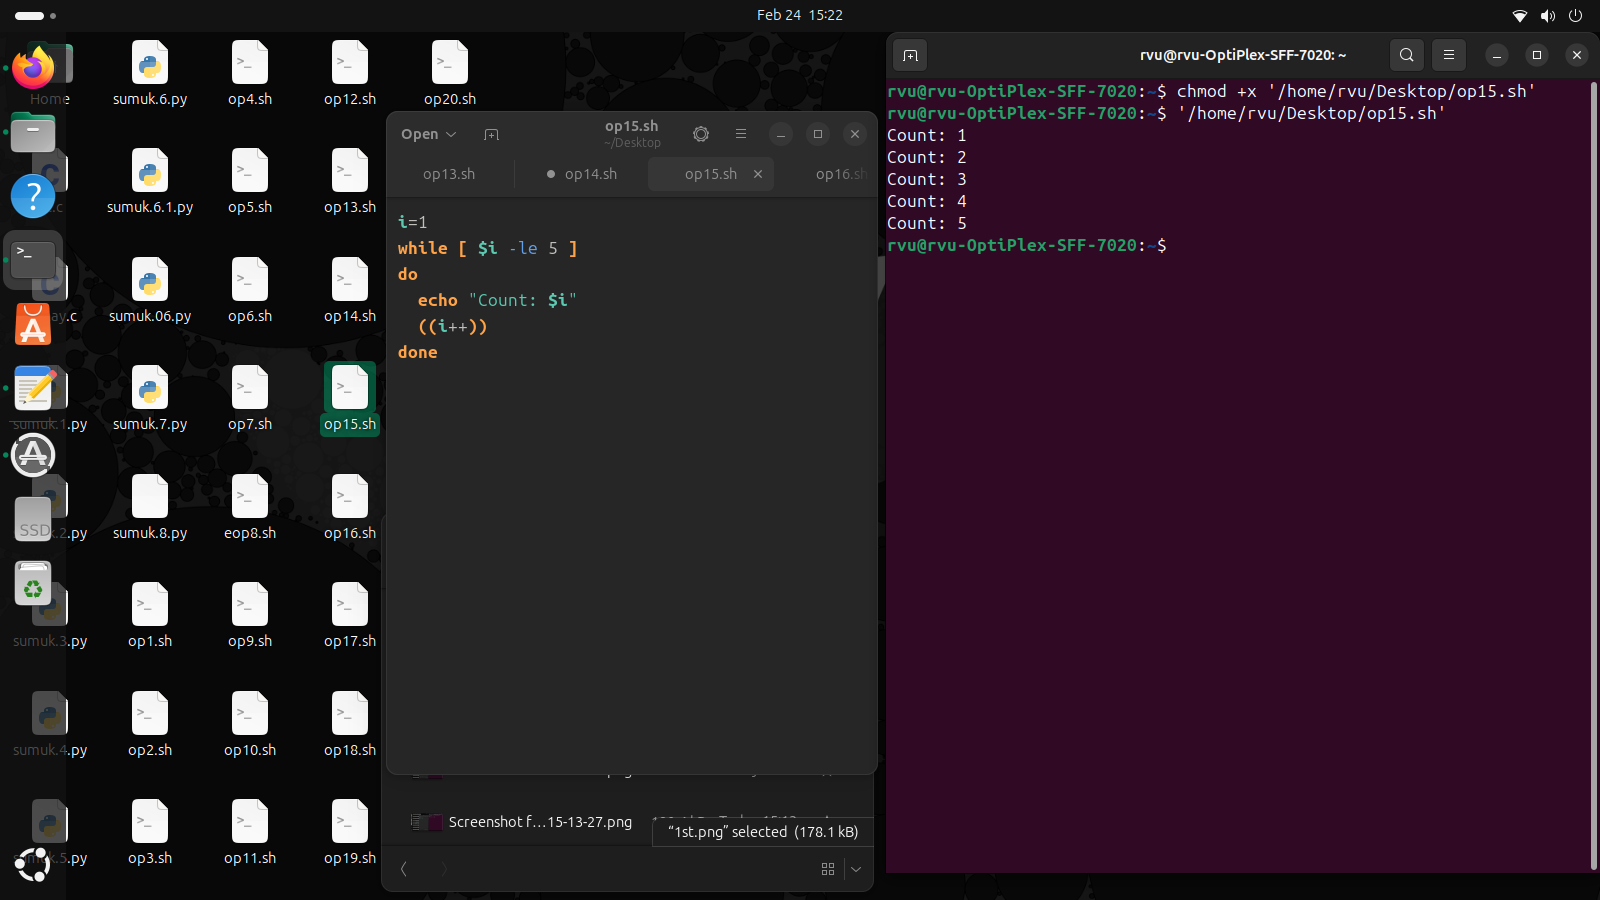 Feb 24 15:22
Home
sumuk.6.py
op4.sh
op12.sh
op20.sh
sumuk.6.1.py
op5.sh
op13.sh
sumuk.06.py
op6.sh
op14.sh
sumuk.1.py
sumuk.7.py
op7.sh
op15.sh
SSD
.2.py
sumuk.8.py
eop8.sh
op16.sh
sumuk.3.py
op1.sh
op9.sh
op17.sh
sumuk.4.py
op2.sh
op10.sh
op18.sh
.5.py
op3.sh
op11.sh
op19.sh
Open
op15.sh
~/Desktop
op13.sh
op14.sh
op15.sh
op16.sh
i=1
while [ $i -le 5 ]
do
echo "Count: $i"
((i++))
done
Screenshot f...15-13-27.png
“1st.png” selected (178.1 kB)
rvu@rvu-OptiPlex-SFF-7020: ~
rvu@rvu-OptiPlex-SFF-7020:~$ chmod +x '/home/rvu/Desktop/op15.sh'
rvu@rvu-OptiPlex-SFF-7020:~$ '/home/rvu/Desktop/op15.sh'
Count: 1
Count: 2
Count: 3
Count: 4
Count: 5
rvu@rvu-OptiPlex-SFF-7020:~$